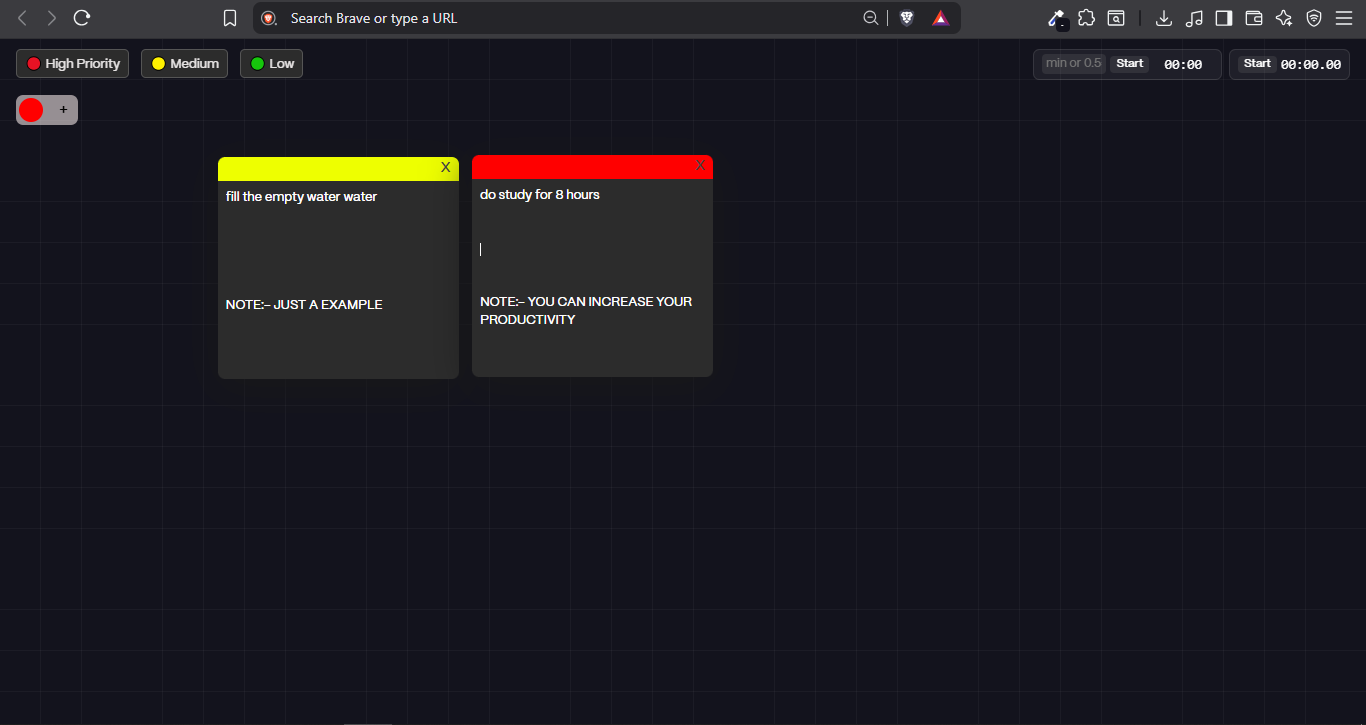 Search Brave or type a URL
High Priority
Medium
Low
min or 0.5
Start
00:00
Start
00:00.00
+
X
fill the empty water water
NOTE:– JUST A EXAMPLE
X
do study for 8 hours
NOTE:– YOU CAN INCREASE YOUR
PRODUCTIVITY